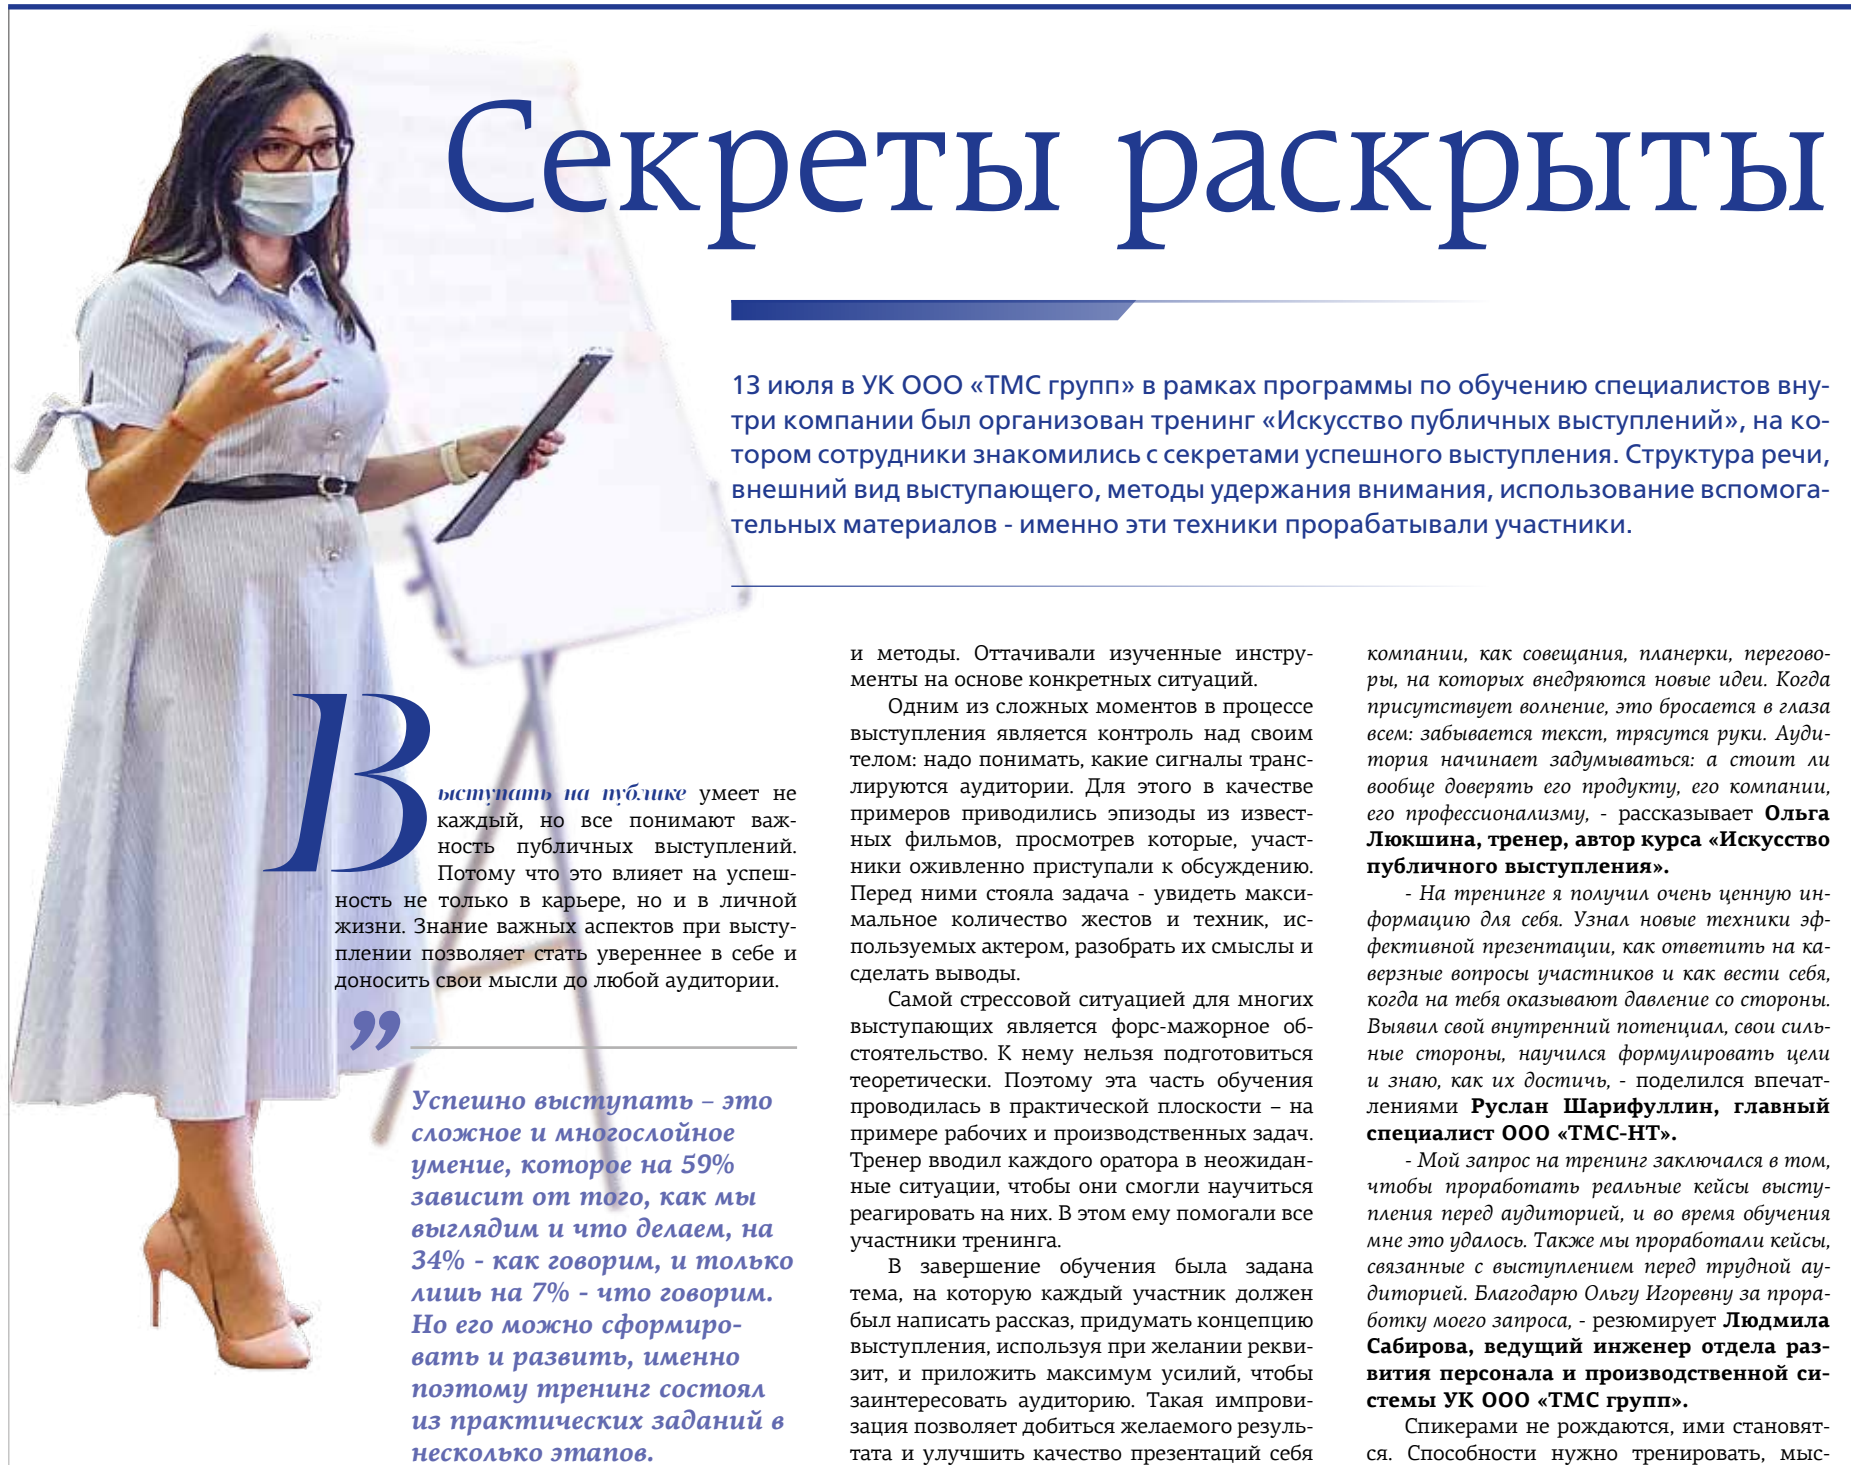 Секреты раскрыты
13 июля в УК ООО «ТМС групп» в рамках программы по обучению специалистов вну-
три компании был организован тренинг «Искусство публичных выступлений», на ко-
тором сотрудники знакомились с секретами успешного выступления. Структура речи,
внешний вид выступающего, методы удержания внимания, использование вспомога-
тельных материалов - именно эти техники прорабатывали участники.
Выступать на публике умеет не
каждый, но все понимают важ-
ность публичных выступлений.
Потому что это влияет на успеш-
ность не только в карьере, но и в личной
жизни. Знание важных аспектов при высту-
плении позволяет стать увереннее в себе и
доносить свои мысли до любой аудитории.
”
Успешно выступать – это
сложное и многослойное
умение, которое на 59%
зависит от того, как мы
выглядим и что делаем, на
34% - как говорим, и только
лишь на 7% - что говорим.
Но его можно сформиро-
вать и развить, именно
поэтому тренинг состоял
из практических заданий в
несколько этапов.
и методы. Оттачивали изученные инстру-
менты на основе конкретных ситуаций.
Одним из сложных моментов в процессе
выступления является контроль над своим
телом: надо понимать, какие сигналы транс-
лируются аудитории. Для этого в качестве
примеров приводились эпизоды из извест-
ных фильмов, просмотрев которые, участ-
ники оживленно приступали к обсуждению.
Перед ними стояла задача - увидеть макси-
мальное количество жестов и техник, ис-
пользуемых актером, разобрать их смыслы и
сделать выводы.
Самой стрессовой ситуацией для многих
выступающих является форс-мажорное об-
стоятельство. К нему нельзя подготовиться
теоретически. Поэтому эта часть обучения
проводилась в практической плоскости – на
примере рабочих и производственных задач.
Тренер вводил каждого оратора в неожидан-
ные ситуации, чтобы они смогли научиться
реагировать на них. В этом ему помогали все
участники тренинга.
В завершение обучения была задана
тема, на которую каждый участник должен
был написать рассказ, придумать концепцию
выступления, используя при желании рекви-
зит, и приложить максимум усилий, чтобы
заинтересовать аудиторию. Такая импрови-
зация позволяет добиться желаемого резуль-
тата и улучшить качество презентаций себя
компании, как совещания, планерки, перегово-
ры, на которых внедряются новые идеи. Когда
присутствует волнение, это бросается в глаза
всем: забывается текст, трясутся руки. Ауди-
тория начинает задумываться: а стоит ли
вообще доверять его продукту, его компании,
его профессионализму, - рассказывает Ольга
Люкшина, тренер, автор курса «Искусство
публичного выступления».
- На тренинге я получил очень ценную ин-
формацию для себя. Узнал новые техники эф-
фективной презентации, как ответить на ка-
верзные вопросы участников и как вести себя,
когда на тебя оказывают давление со стороны.
Выявил свой внутренний потенциал, свои силь-
ные стороны, научился формулировать цели
и знаю, как их достичь, - поделился впечат-
лениями Руслан Шарифуллин, главный
специалист ООО «ТМС-НТ».
- Мой запрос на тренинг заключался в том,
чтобы проработать реальные кейсы высту-
пления перед аудиторией, и во время обучения
мне это удалось. Также мы проработали кейсы,
связанные с выступлением перед трудной ау-
диторией. Благодарю Ольгу Игоревну за прора-
ботку моего запроса, - резюмирует Людмила
Сабирова, ведущий инженер отдела раз-
вития персонала и производственной си-
стемы УК ООО «ТМС групп».
Спикерами не рождаются, ими становят-
ся. Способности нужно тренировать, мыс-